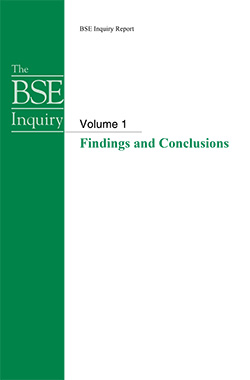 BSE Inquiry Report
The
BSE
Inquiry
Volume 1
Findings and Conclusions